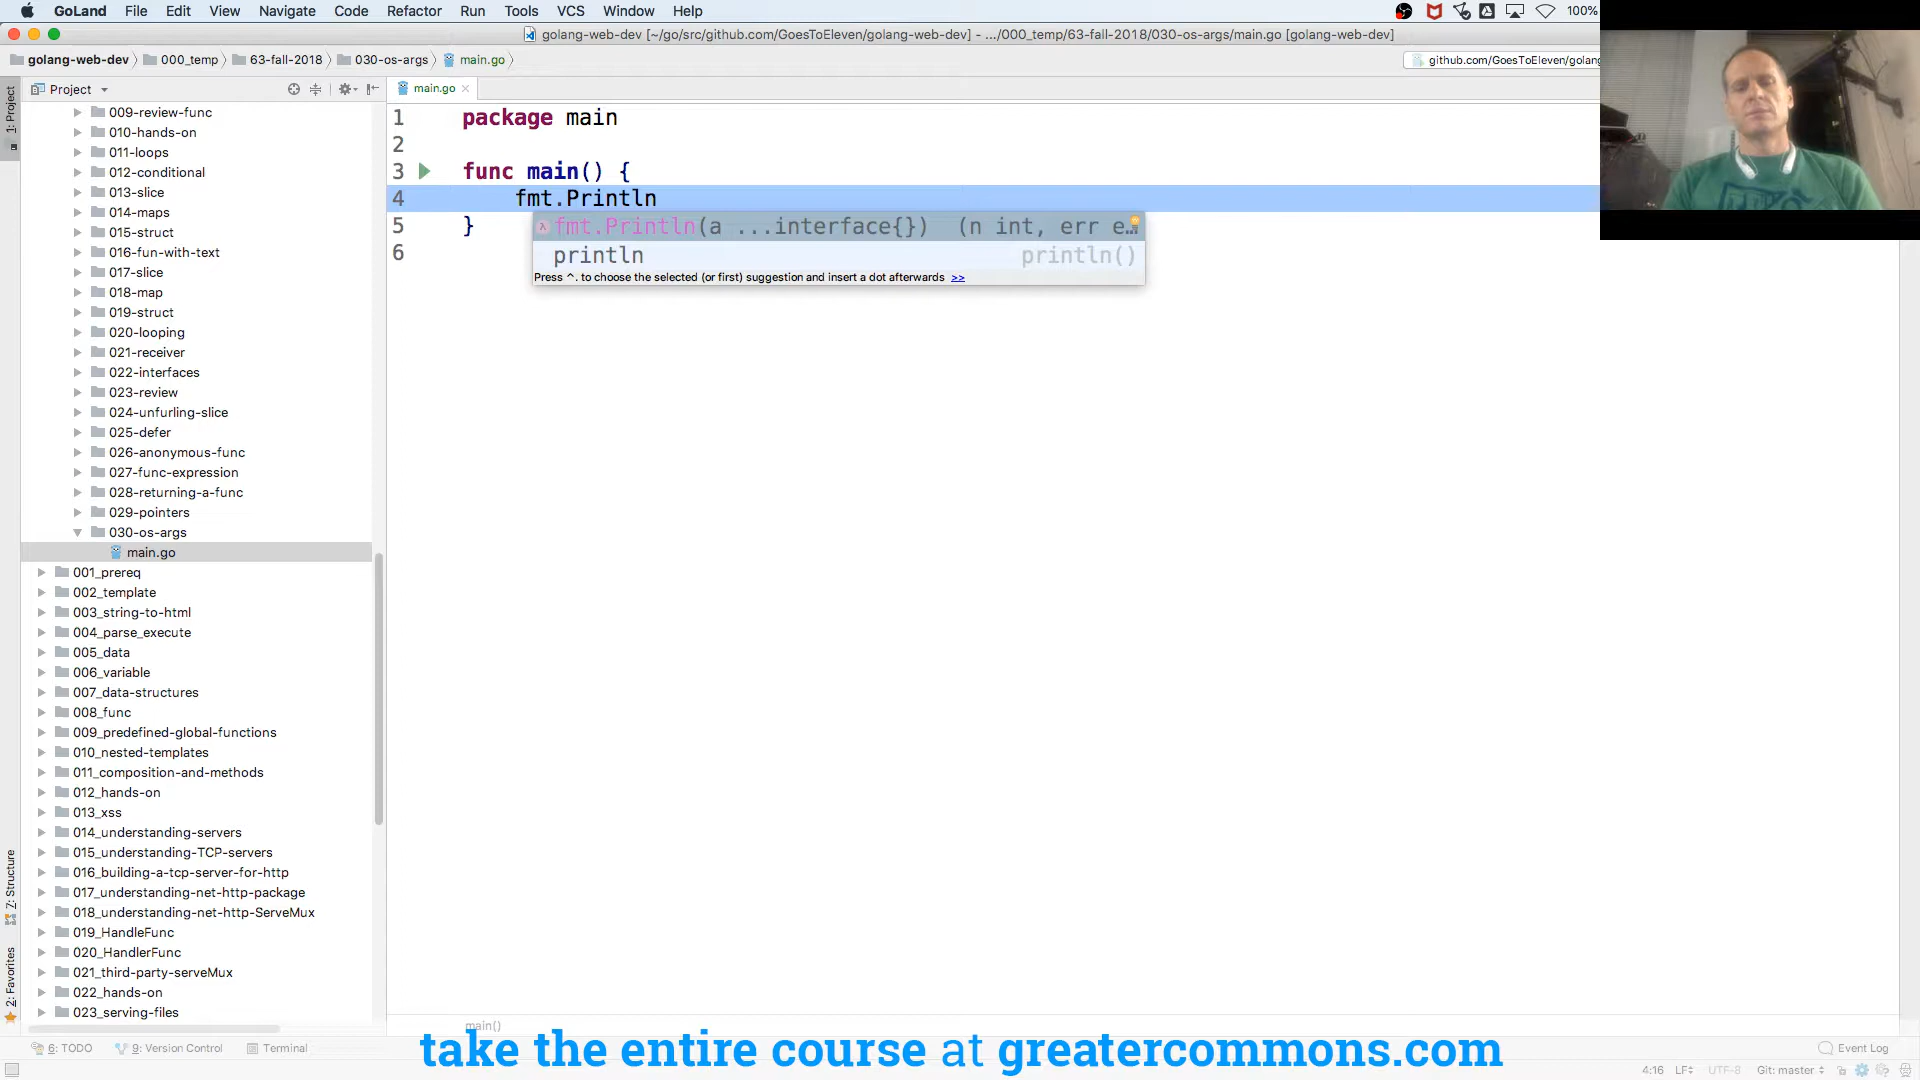 GoLand File Edit View Navigate Code Refactor Run Tools VCS Window Help 100%
golang-web-dev [~/go/src/github.com/GoesToEleven/golang-web-dev] - .../000_temp/63-fall-2018/030-os-args/main.go [golang-web-dev]
golang-web-dev 000_temp 63-fall-2018 030-os-args main.go github.com/GoesToEleven/golang
1: Project
Project
main.go
009-review-func
010-hands-on
011-loops
012-conditional
013-slice
014-maps
015-struct
016-fun-with-text
017-slice
018-map
019-struct
020-looping
021-receiver
022-interfaces
023-review
024-unfurling-slice
025-defer
026-anonymous-func
027-func-expression
028-returning-a-func
029-pointers
030-os-args
main.go
001_prereq
002_template
003_string-to-html
004_parse_execute
005_data
006_variable
007_data-structures
008_func
009_predefined-global-functions
010_nested-templates
011_composition-and-methods
012_hands-on
013_xss
014_understanding-servers
015_understanding-TCP-servers
016_building-a-tcp-server-for-http
017_understanding-net-http-package
018_understanding-net-http-ServeMux
019_HandleFunc
020_HandlerFunc
021_third-party-serveMux
022_hands-on
023_serving-files
7: Structure
2: Favorites
1 package main
2
3 func main() {
4 fmt.Println
5 }
6
fmt.Println(a ...interface{}) (n int, err e…
println println()
Press ^. to choose the selected (or first) suggestion and insert a dot afterwards >>
main()
6: TODO 9: Version Control Terminal Event Log
take the entire course at greatercommons.com
4:16 LF UTF-8 Git: master